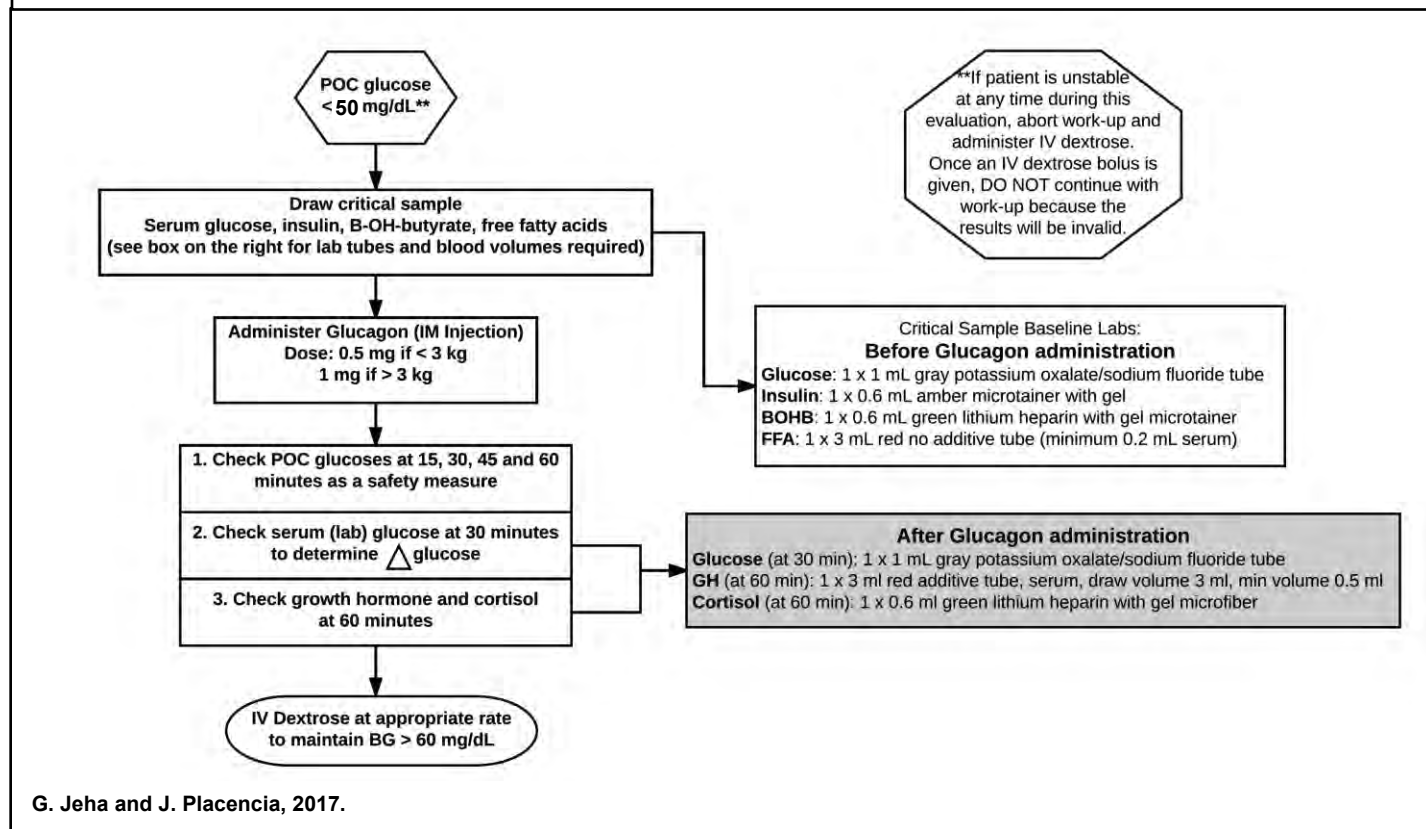 POC glucose
< 50 mg/dL**
**If patient is unstable
at any time during this
evaluation, abort work-up and
administer IV dextrose.
Once an IV dextrose bolus is
given, DO NOT continue with
work-up because the
results will be invalid.
Draw critical sample
Serum glucose, insulin, B-OH-butyrate, free fatty acids
(see box on the right for lab tubes and blood volumes required)
Administer Glucagon (IM Injection)
Dose: 0.5 mg if < 3 kg
1 mg if > 3 kg
Critical Sample Baseline Labs:
Before Glucagon administration
Glucose: 1 x 1 mL gray potassium oxalate/sodium fluoride tube
Insulin: 1 x 0.6 mL amber microtainer with gel
BOHB: 1 x 0.6 mL green lithium heparin with gel microtainer
FFA: 1 x 3 mL red no additive tube (minimum 0.2 mL serum)
1. Check POC glucoses at 15, 30, 45 and 60
minutes as a safety measure
2. Check serum (lab) glucose at 30 minutes
to determine △ glucose
3. Check growth hormone and cortisol
at 60 minutes
After Glucagon administration
Glucose (at 30 min): 1 x 1 mL gray potassium oxalate/sodium fluoride tube
GH (at 60 min): 1 x 3 ml red additive tube, serum, draw volume 3 ml, min volume 0.5 ml
Cortisol (at 60 min): 1 x 0.6 ml green lithium heparin with gel microfiber
IV Dextrose at appropriate rate
to maintain BG > 60 mg/dL
G. Jeha and J. Placencia, 2017.